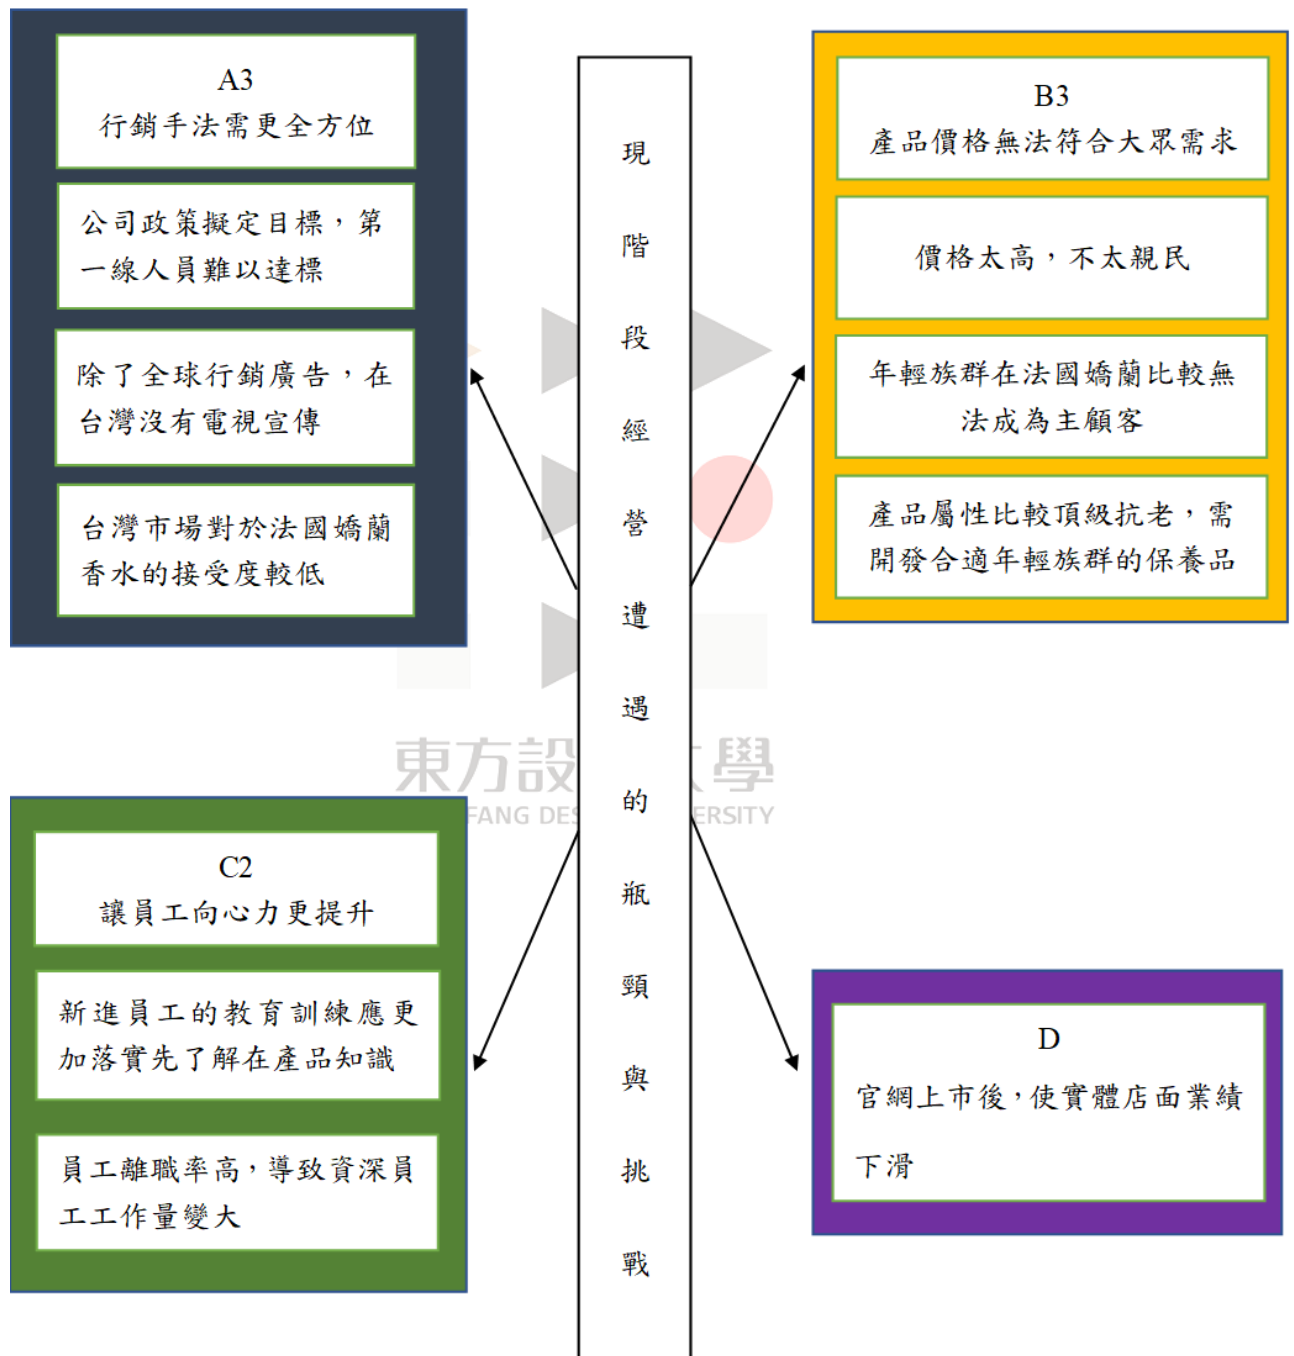 A3
行銷手法需更全方位
公司政策擬定目標，第
一線人員難以達標
除了全球行銷廣告，在
台灣沒有電視宣傳
台灣市場對於法國嬌蘭
香水的接受度較低
現階段經營遭遇的瓶頸與挑戰
B3
產品價格無法符合大眾需求
價格太高，不太親民
年輕族群在法國嬌蘭比較無
法成為主顧客
產品屬性比較頂級抗老，需
開發合適年輕族群的保養品
東方設 學
FANG DES ERSITY
C2
讓員工向心力更提升
新進員工的教育訓練應更
加落實先了解在產品知識
員工離職率高，導致資深員
工工作量變大
D
官網上市後，使實體店面業績
下滑